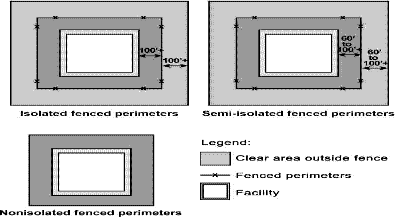 100'+
100'+
Isolated fenced perimeters
60'
to
100'+
60'
to
100'+
Semi-isolated fenced perimeters
Nonisolated fenced perimeters
Legend:
Clear area outside fence
Fenced perimeters
Facility